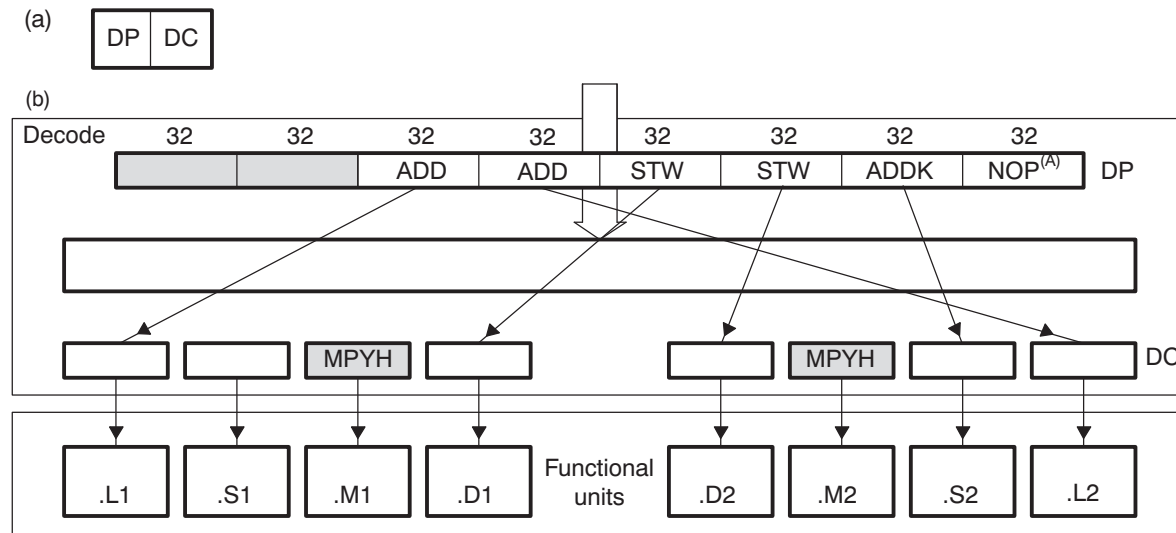 (a)
DP DC
(b)
Decode 32 32 32 32 32 32 32 32
ADD ADD STW STW ADDK NOP(A) DP
MPYH MPYH DC
.L1 .S1 .M1 .D1 Functional units .D2 .M2 .S2 .L2